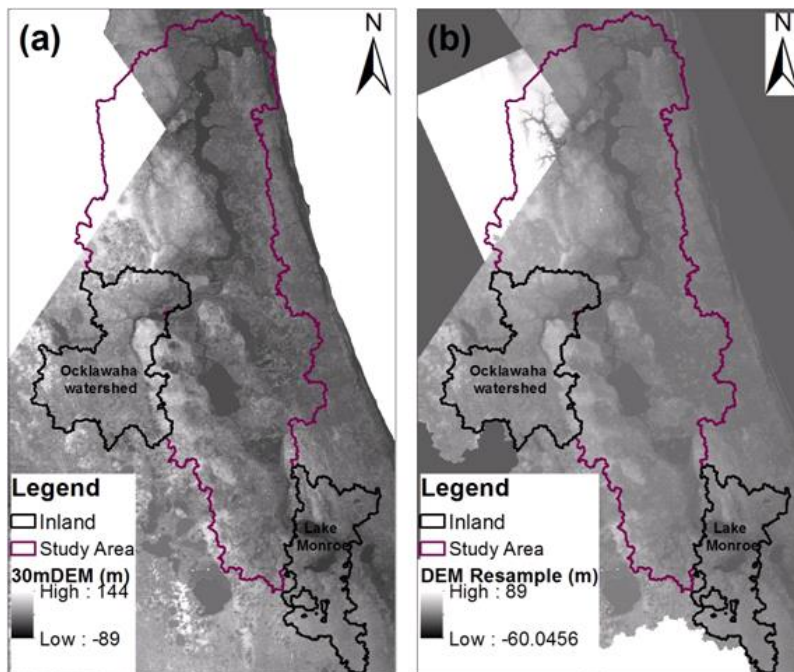 (a)
N
Ocklawaha
watershed
Lake
Monroe
Legend
Inland
Study Area
30mDEM (m)
High : 144
Low : -89
(b)
N
Ocklawaha
watershed
Lake
Monroe
Legend
Inland
Study Area
DEM Resample (m)
High : 89
Low : -60.0456